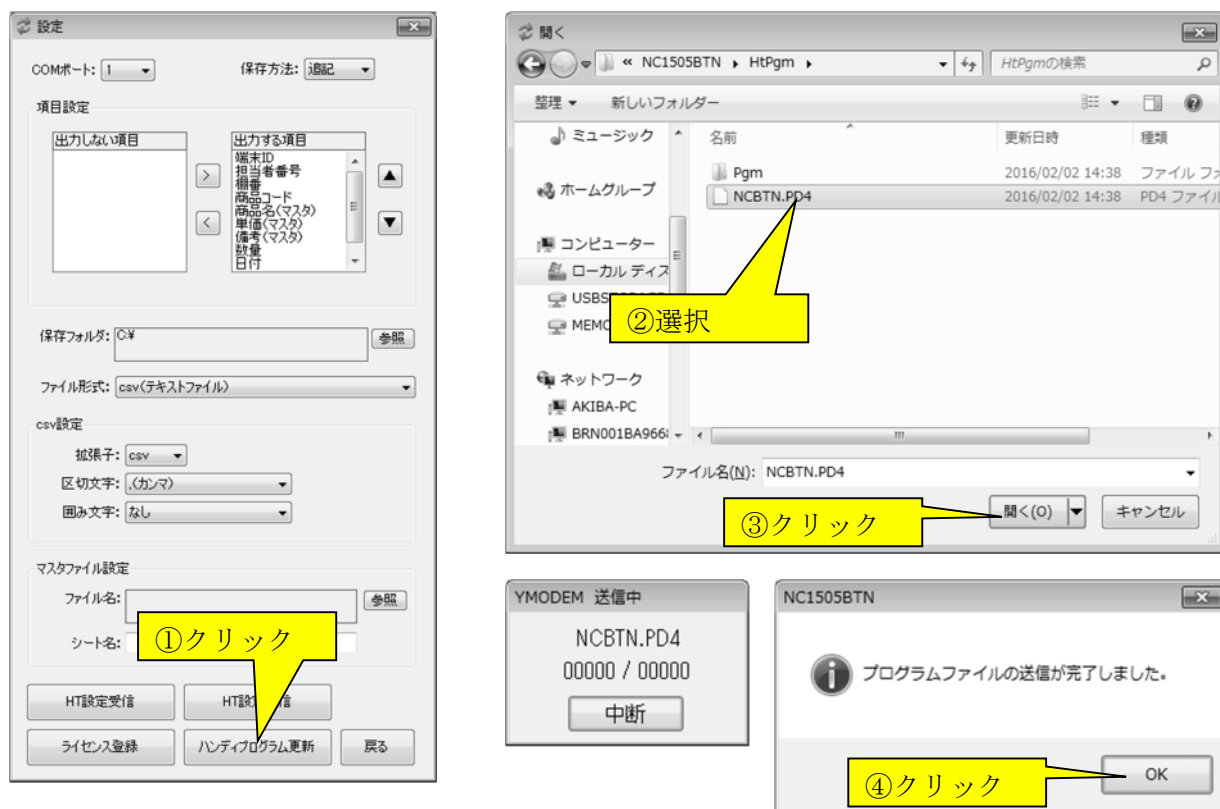 設定
COMポート: 1 保存方法: 追記
項目設定
出力しない項目 出力する項目
端末ID
担当者番号
棚番
商品コード
商品名(マスタ)
単価(マスタ)
備考(マスタ)
数量
日付
保存フォルダ: C:¥ 参照
ファイル形式: csv(テキストファイル)
csv設定
拡張子: csv
区切文字: ,(カンマ)
囲み文字: なし
マスタファイル設定
ファイル名: 参照
シート名:
①クリック
HT設定受信
ライセンス登録 ハンディプログラム更新 戻る
開く
« NC1505BTN HtPgm HtPgmの検索
整理 新しいフォルダー
ミュージック
ホームグループ
コンピューター
ローカル ディス
ネットワーク
AKIBA-PC
BRN001BA966
名前 更新日時 種類
Pgm 2016/02/02 14:38 ファイル フォ
NCBTN.PD4 2016/02/02 14:38 PD4 ファイル
②選択
ファイル名(N): NCBTN.PD4
③クリック
開く(O) キャンセル
YMODEM 送信中
NCBTN.PD4
00000 / 00000
中断
NC1505BTN
プログラムファイルの送信が完了しました。
④クリック
OK